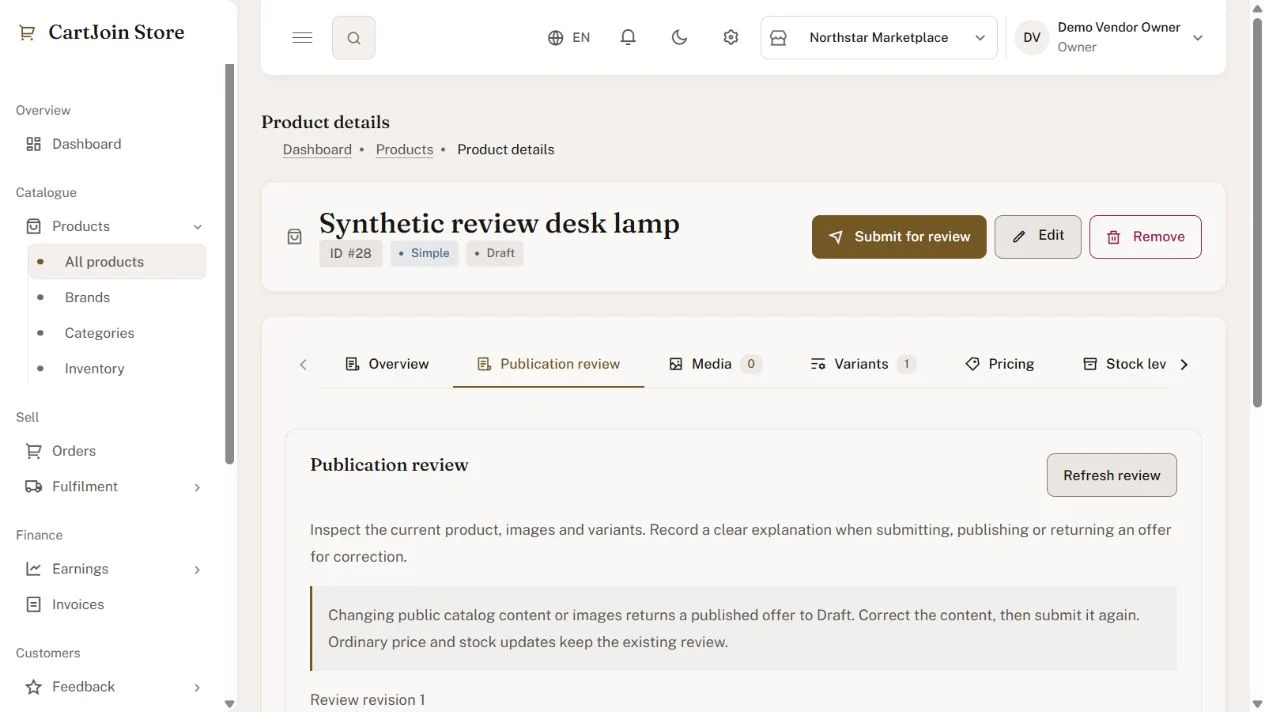 CartJoin Store
Overview
Dashboard
Catalogue
Products
All products
Brands
Categories
Inventory
Sell
Orders
Fulfilment
Finance
Earnings
Invoices
Customers
Feedback
EN
Northstar Marketplace
DV
Demo Vendor Owner
Owner
Product details
Dashboard • Products • Product details
Synthetic review desk lamp
ID #28
• Simple
• Draft
Submit for review
Edit
Remove
Overview
Publication review
Media 0
Variants 1
Pricing
Stock lev
Publication review
Refresh review
Inspect the current product, images and variants. Record a clear explanation when submitting, publishing or returning an offer
for correction.
Changing public catalog content or images returns a published offer to Draft. Correct the content, then submit it again.
Ordinary price and stock updates keep the existing review.
Review revision 1